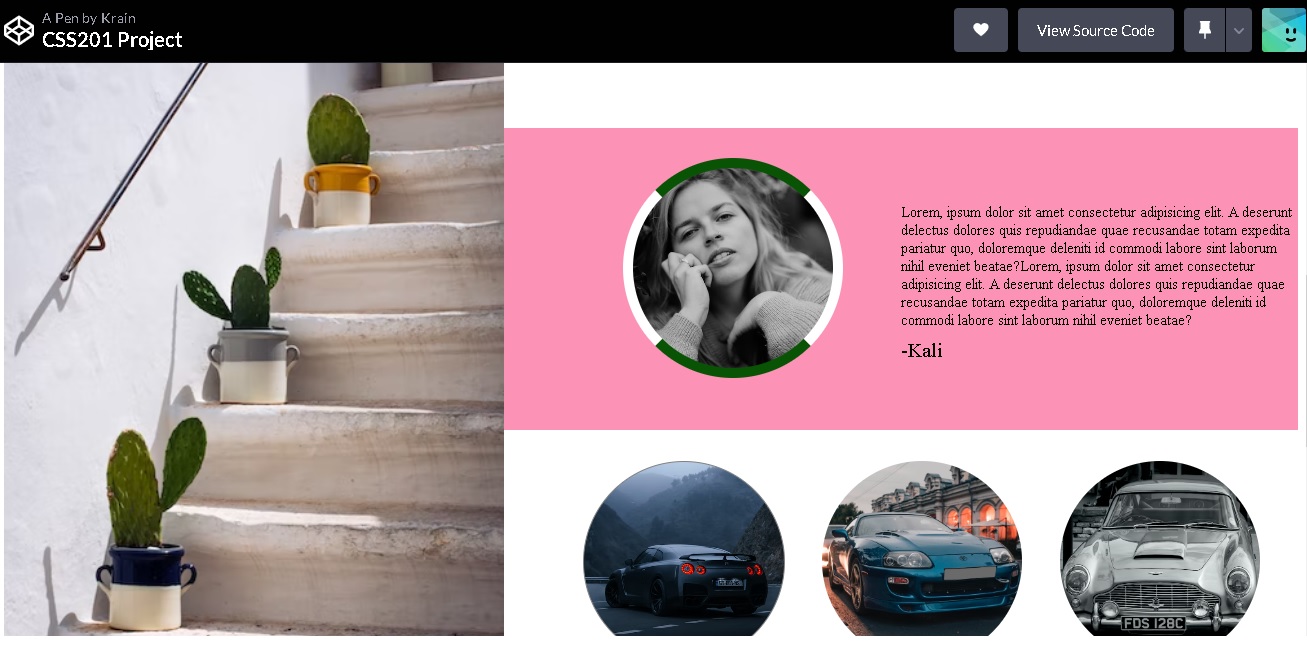 A Pen by Krain
CSS201 Project
View Source Code
Lorem, ipsum dolor sit amet consectetur adipisicing elit. A deserunt
delectus dolores quis repudiandae quae recusandae totam expedita
pariatur quo, doloremque deleniti id commodi labore sint laborum
nihil eveniet beatae?Lorem, ipsum dolor sit amet consectetur
adipisicing elit. A deserunt delectus dolores quis repudiandae quae
recusandae totam expedita pariatur quo, doloremque deleniti id
commodi labore sint laborum nihil eveniet beatae?
-Kali
FDS 128C